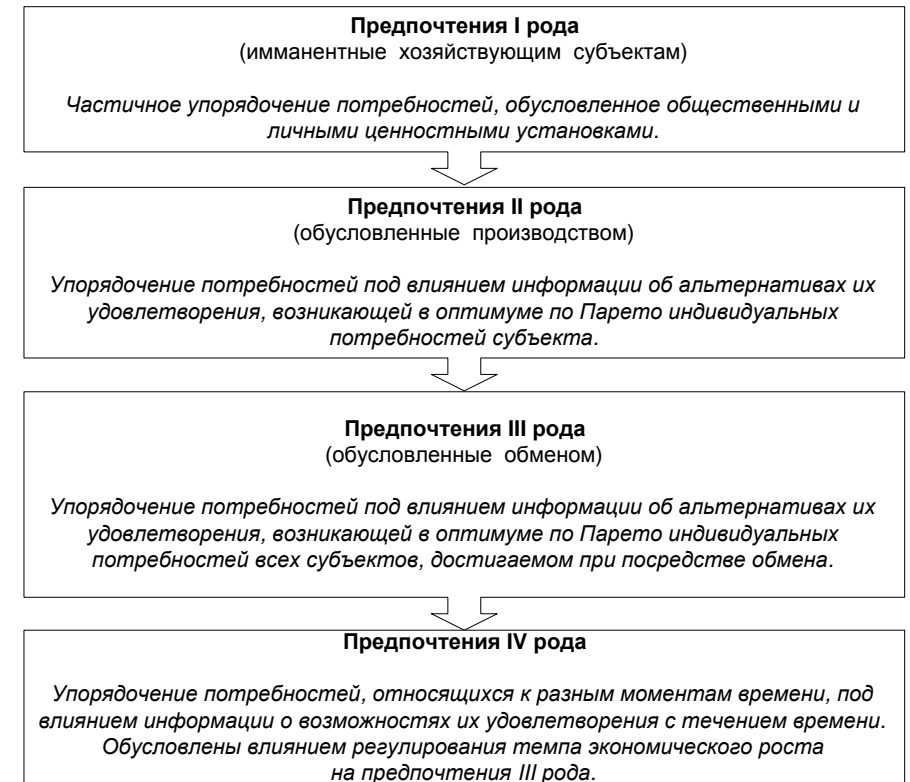 Предпочтения I рода
(имманентные хозяйствующим субъектам)
Частичное упорядочение потребностей, обусловленное общественными и
личными ценностными установками.
Предпочтения II рода
(обусловленные производством)
Упорядочение потребностей под влиянием информации об альтернативах их
удовлетворения, возникающей в оптимуме по Парето индивидуальных
потребностей субъекта.
Предпочтения III рода
(обусловленные обменом)
Упорядочение потребностей под влиянием информации об альтернативах их
удовлетворения, возникающей в оптимуме по Парето индивидуальных
потребностей всех субъектов, достигаемом при посредстве обмена.
Предпочтения IV рода
Упорядочение потребностей, относящихся к разным моментам времени, под
влиянием информации о возможностях их удовлетворения с течением времени.
Обусловлены влиянием регулирования темпа экономического роста
на предпочтения III рода.